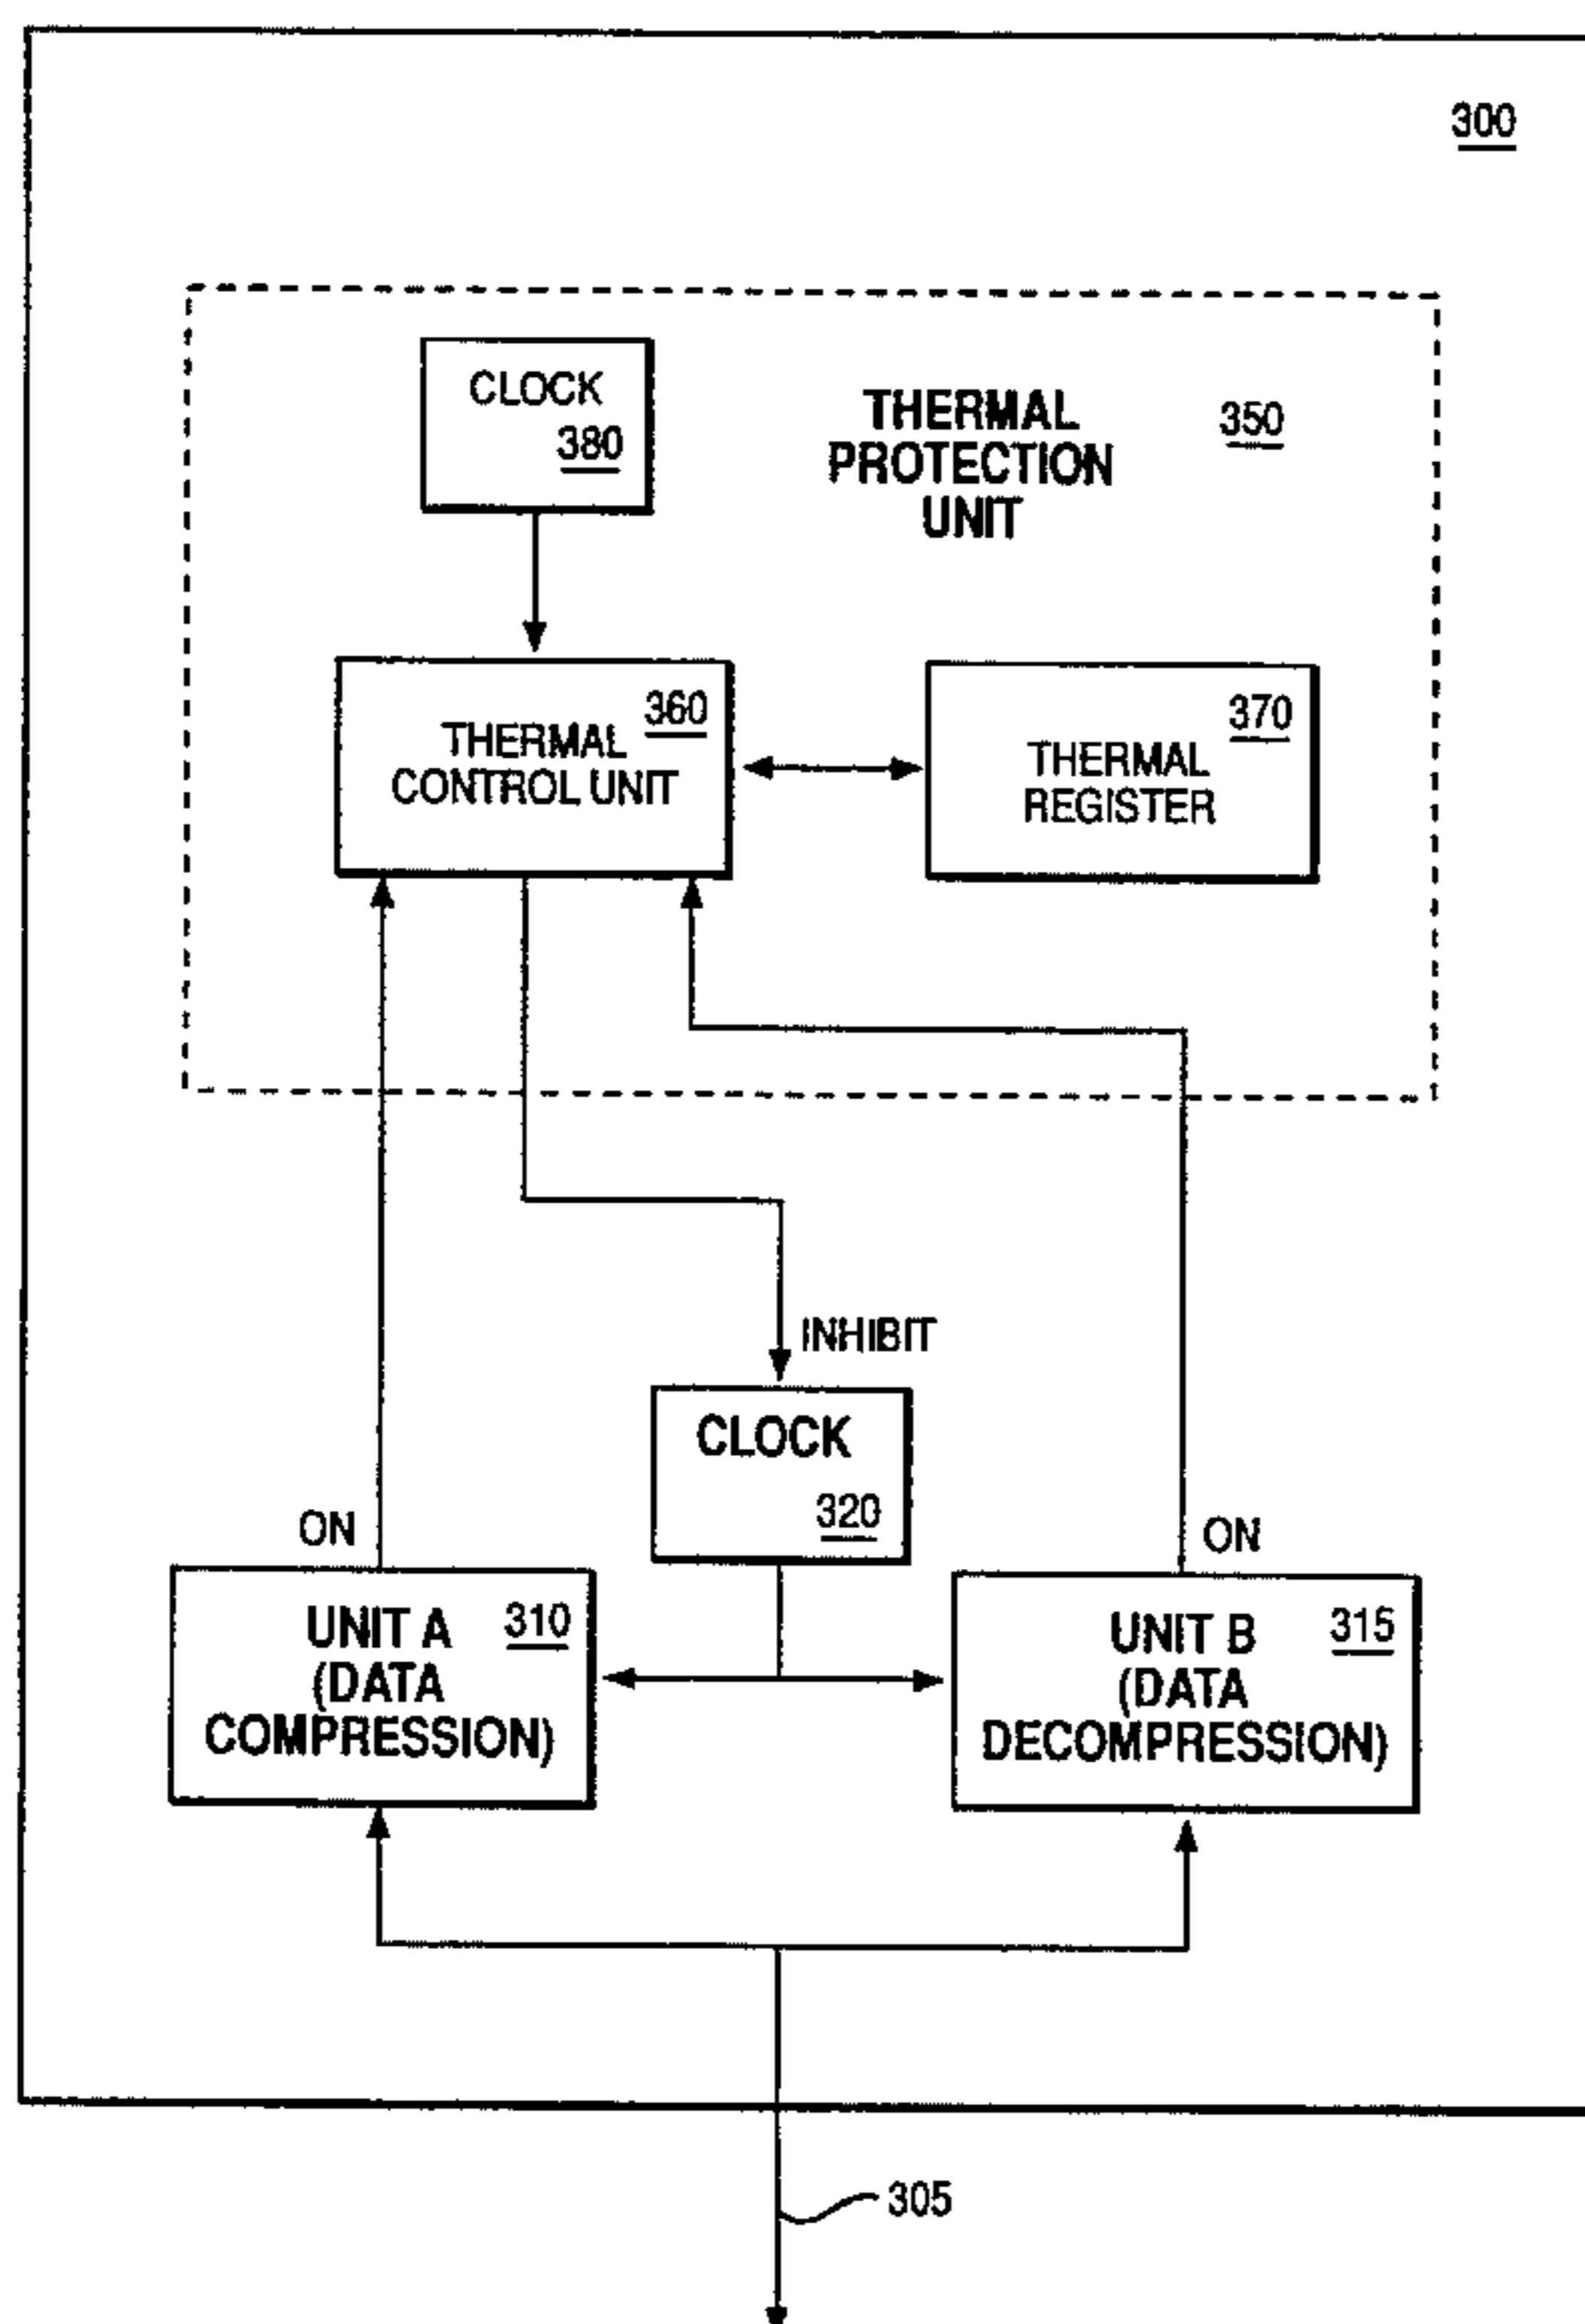 300
CLOCK
380
THERMAL
PROTECTION
UNIT
350
360
THERMAL
CONTROL UNIT
370
THERMAL
REGISTER
INHIBIT
CLOCK
320
ON
ON
UNIT A
310
(DATA
COMPRESSION)
UNIT B
315
(DATA
DECOMPRESSION)
305